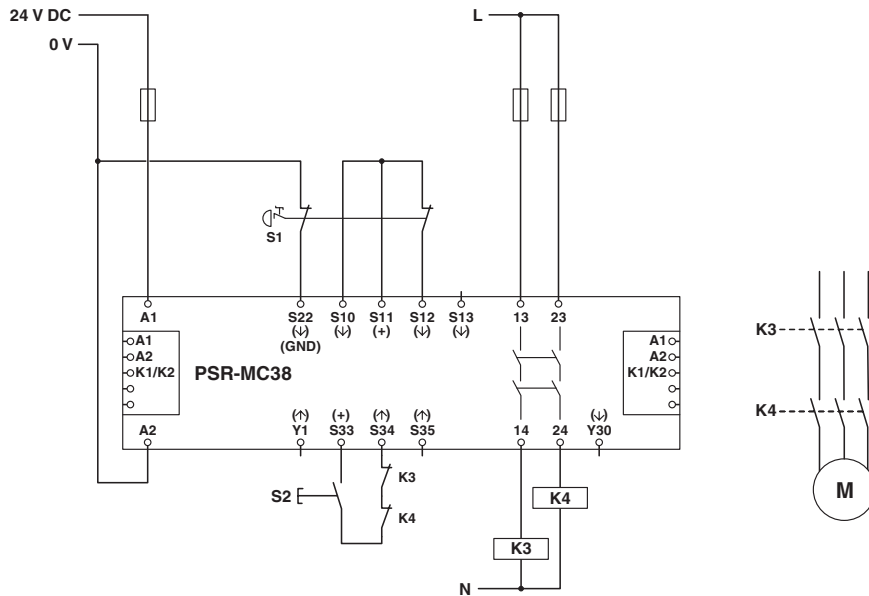 24 V DC
L
0 V
S1
A1
S22
S10
S11
S12
S13
13
23
(↓)
(↓)
(+)
(↓)
(↓)
(GND)
A1
A2
K1/K2
PSR-MC38
A1
A2
K1/K2
K3
K4
(↑)
(+)
(↑)
(↑)
(↓)
A2
Y1
S33
S34
S35
14
24
Y30
K3
S2
K4
K4
K3
M
N